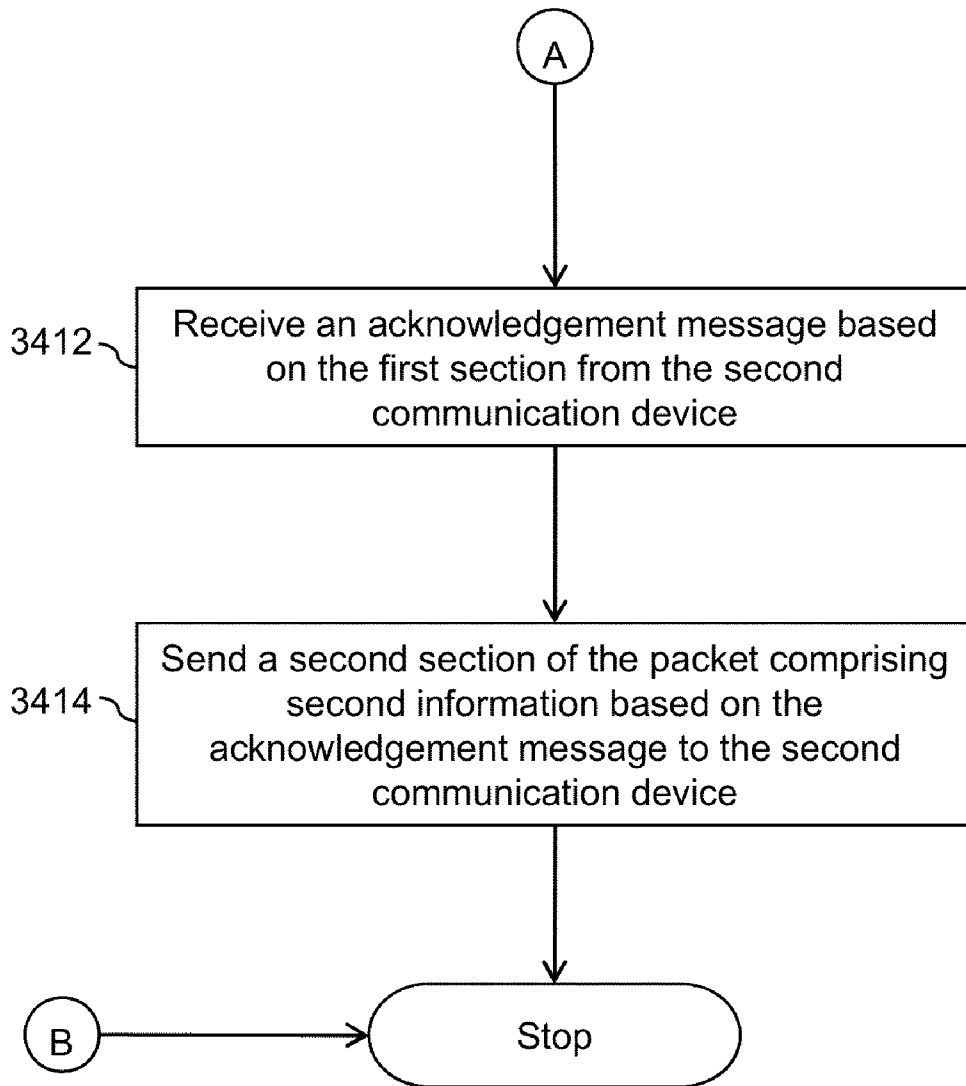 A
3412
Receive an acknowledgement message based
on the first section from the second
communication device
3414
Send a second section of the packet comprising
second information based on the
acknowledgement message to the second
communication device
B
Stop